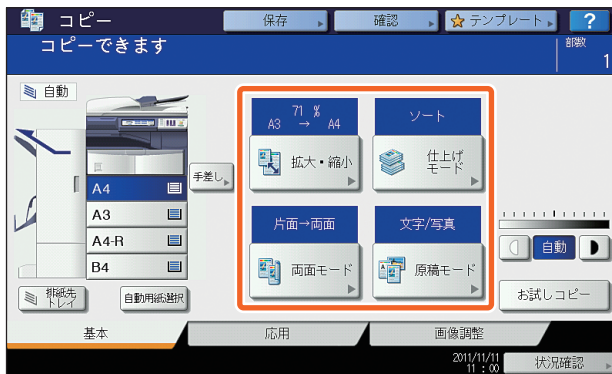 コピー
保存
確認
テンプレート
?
コピーできます
部数
1
自動
71 %
A3 → A4
ソート
拡大・縮小
仕上げ
モード
手差し
A4
A3
A4-R
B4
片面→両面
文字/写真
両面モード
原稿モード
自動
排紙先
トレイ
自動用紙選択
お試しコピー
基本
応用
画像調整
2011/11/11
11 : 00
状況確認